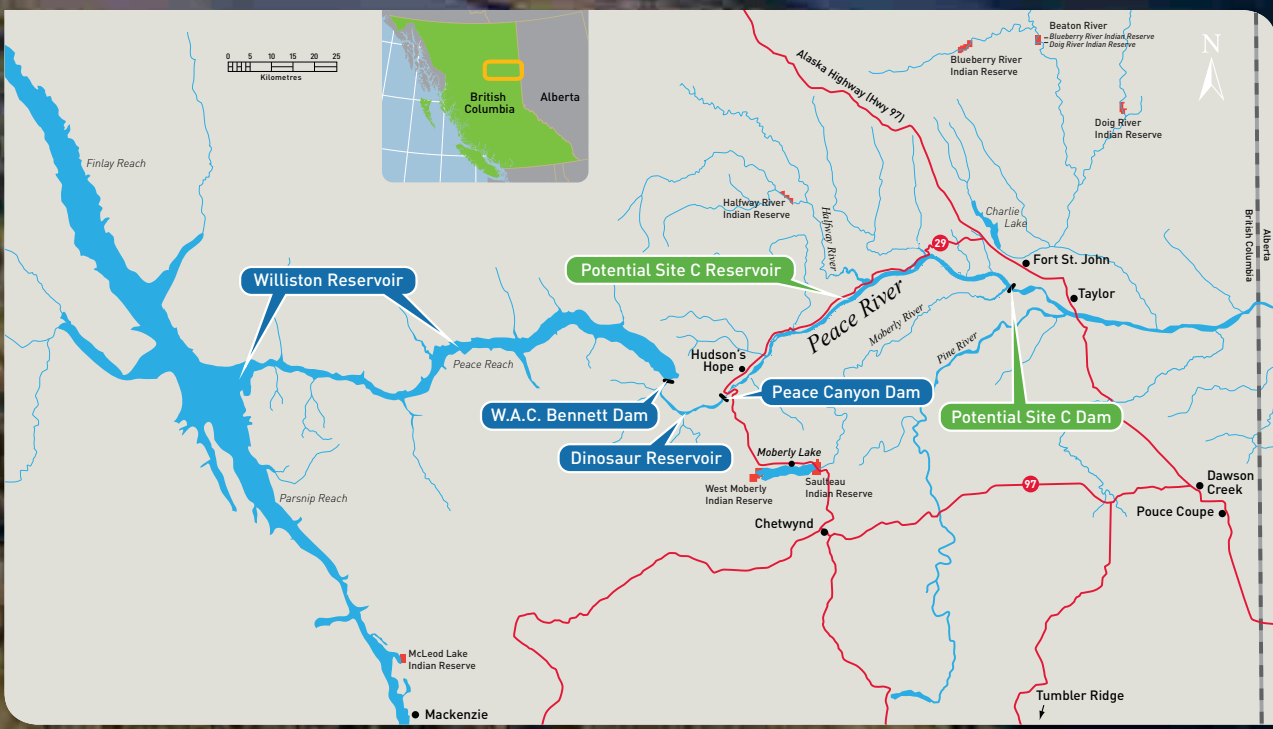 0 5 10 15 20 25
Kilometres
British
Columbia
Alberta
Alaska Highway (Hwy 97)
Blueberry River
Indian Reserve
Beaton River
Blueberry River Indian Reserve
Doig River Indian Reserve
N
Doig River
Indian Reserve
Finlay Reach
Halfway River
Indian Reserve
Halfway River
Charlie
Lake
29
Fort St. John
British Columbia
Alberta
Williston Reservoir
Potential Site C Reservoir
Taylor
Peace River
Moberly River
Pine River
Peace Reach
Hudson's
Hope
W.A.C. Bennett Dam
Peace Canyon Dam
Potential Site C Dam
Dinosaur Reservoir
Moberly Lake
West Moberly
Indian Reserve
Saulteau
Indian Reserve
Parsnip Reach
97
Dawson
Creek
Pouce Coupe
Chetwynd
McLeod Lake
Indian Reserve
Mackenzie
Tumbler Ridge